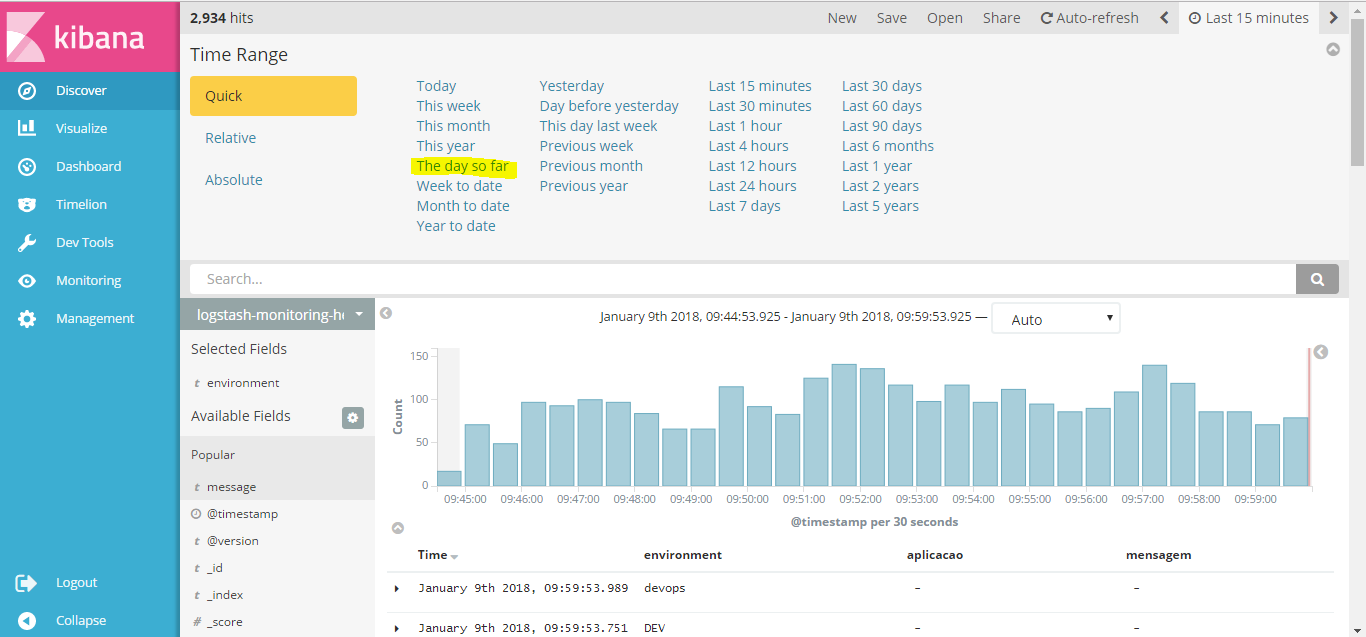 kibana
Discover
Visualize
Dashboard
Timelion
Dev Tools
Monitoring
Management
Logout
Collapse
2,934 hits
New Save Open Share Auto-refresh Last 15 minutes
Time Range
Quick
Relative
Absolute
Today
This week
This month
This year
The day so far
Week to date
Month to date
Year to date
Yesterday
Day before yesterday
This day last week
Previous week
Previous month
Previous year
Last 15 minutes
Last 30 minutes
Last 1 hour
Last 4 hours
Last 12 hours
Last 24 hours
Last 7 days
Last 30 days
Last 60 days
Last 90 days
Last 6 months
Last 1 year
Last 2 years
Last 5 years
Search...
logstash-monitoring-h
Selected Fields
t environment
Available Fields
Popular
t message
@timestamp
t @version
t _id
t _index
# _score
January 9th 2018, 09:44:53.925 - January 9th 2018, 09:59:53.925 — Auto
Count
150
100
50
0
09:45:00 09:46:00 09:47:00 09:48:00 09:49:00 09:50:00 09:51:00 09:52:00 09:53:00 09:54:00 09:55:00 09:56:00 09:57:00 09:58:00 09:59:00
@timestamp per 30 seconds
Time environment aplicacao mensagem
January 9th 2018, 09:59:53.989 devops - -
January 9th 2018, 09:59:53.751 DEV - -